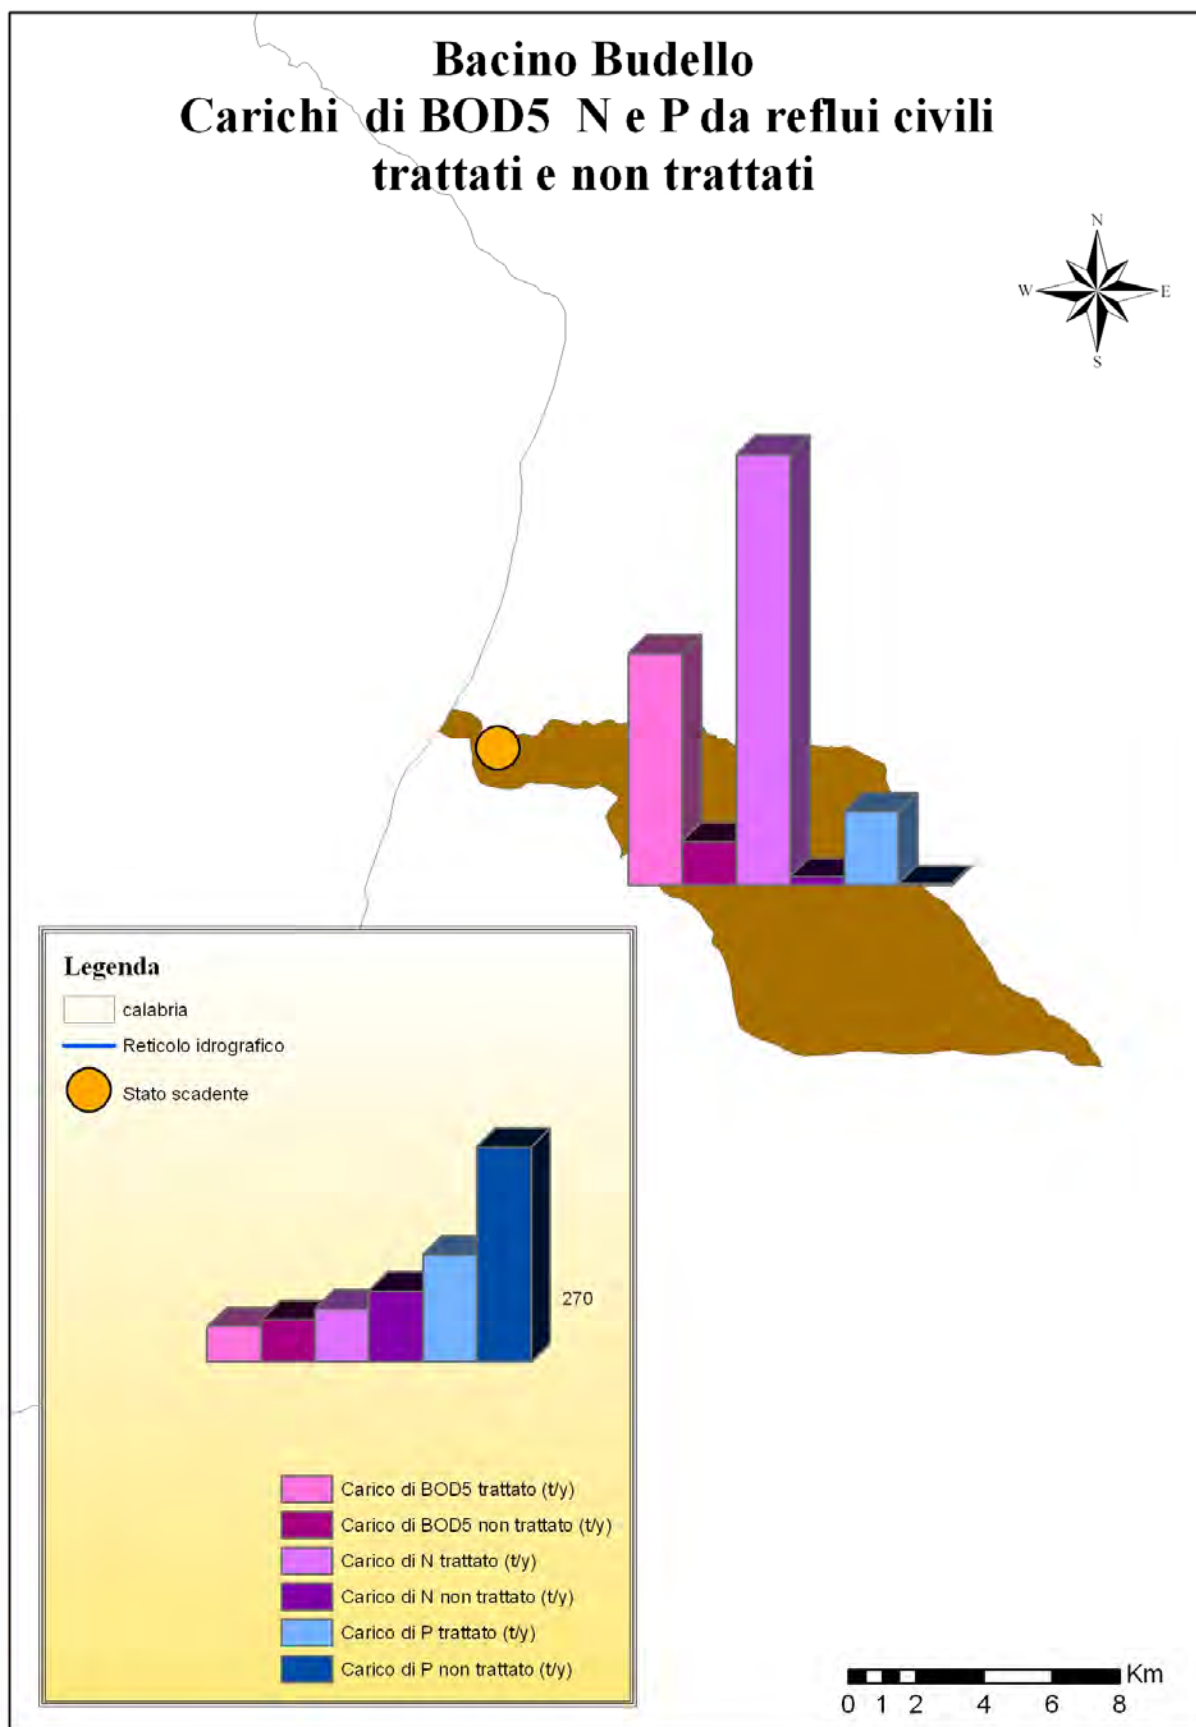 Bacino Budello
Carichi di BOD5 N e P da reflui civili
trattati e non trattati
N
W E
S
Legenda
calabria
Reticolo idrografico
Stato scadente
270
Carico di BOD5 trattato (t/y)
Carico di BOD5 non trattato (t/y)
Carico di N trattato (t/y)
Carico di N non trattato (t/y)
Carico di P trattato (t/y)
Carico di P non trattato (t/y)
Km
0 1 2 4 6 8